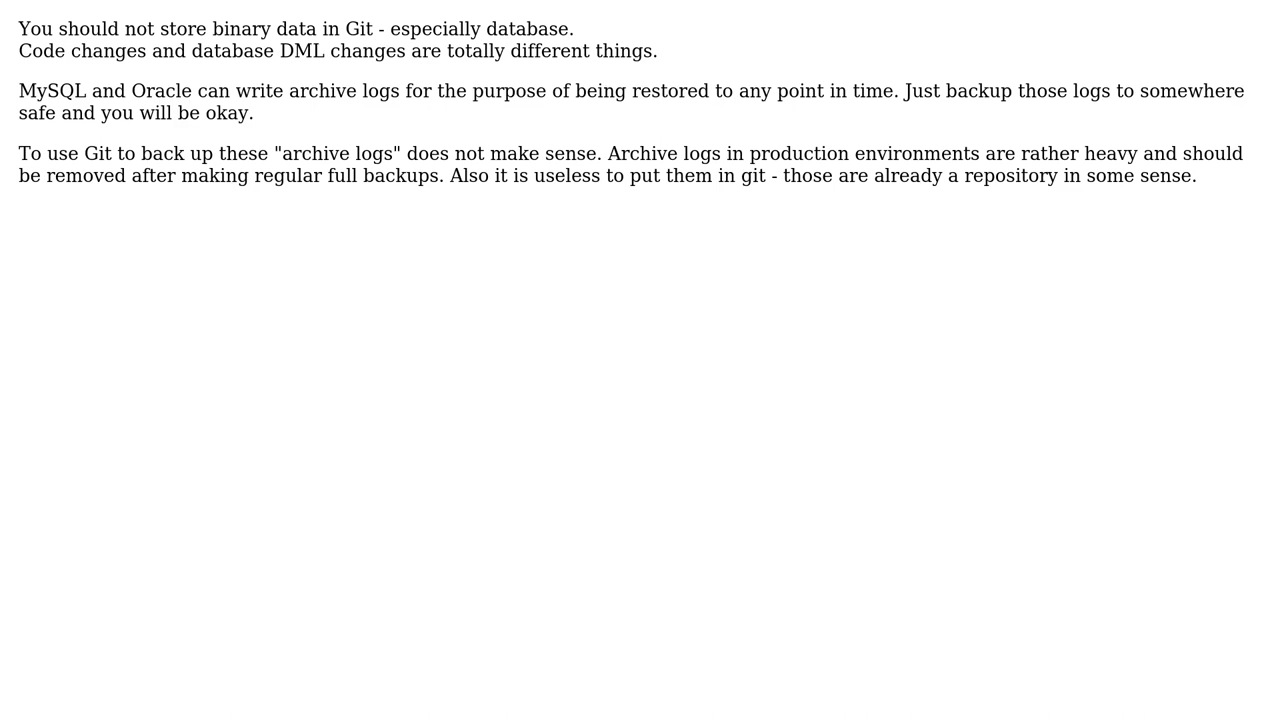 You should not store binary data in Git - especially database.
Code changes and database DML changes are totally different things.
MySQL and Oracle can write archive logs for the purpose of being restored to any point in time. Just backup those logs to somewhere
safe and you will be okay.
To use Git to back up these "archive logs" does not make sense. Archive logs in production environments are rather heavy and should
be removed after making regular full backups. Also it is useless to put them in git - those are already a repository in some sense.